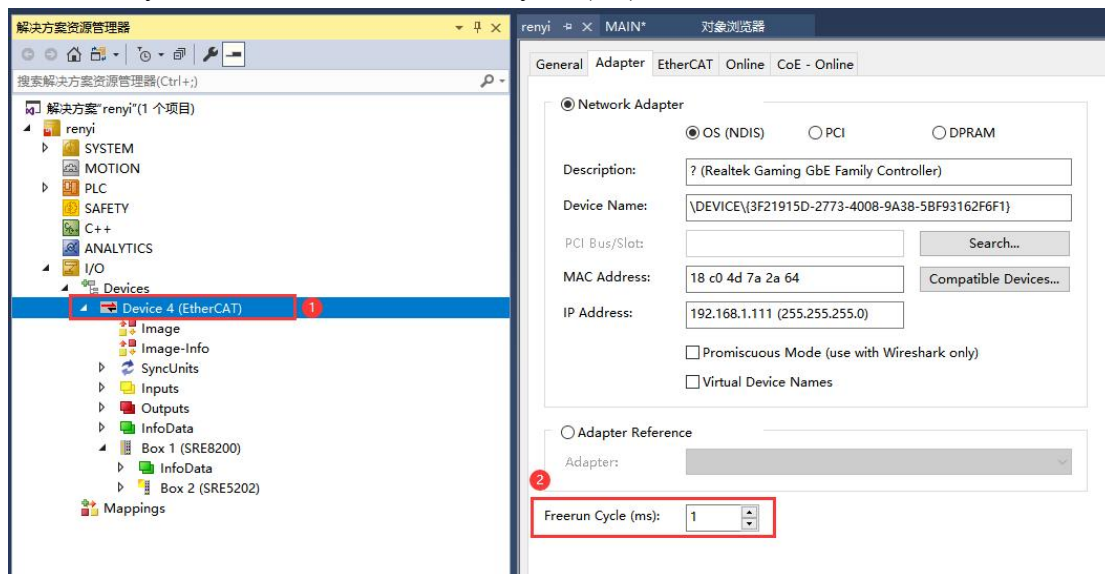 解决方案资源管理器
搜索解决方案资源管理器(Ctrl+;)
解决方案"renyi"(1 个项目)
renyi
SYSTEM
MOTION
PLC
SAFETY
C++
ANALYTICS
I/O
Devices
Device 4 (EtherCAT)
1
Image
Image-Info
SyncUnits
Inputs
Outputs
InfoData
Box 1 (SRE8200)
InfoData
Box 2 (SRE5202)
Mappings
renyi MAIN* 对象浏览器
General Adapter EtherCAT Online CoE - Online
Network Adapter
OS (NDIS) PCI DPRAM
Description: ? (Realtek Gaming GbE Family Controller)
Device Name: \DEVICE\{3F21915D-2773-4008-9A38-5BF93162F6F1}
PCI Bus/Slot: Search...
MAC Address: 18 c0 4d 7a 2a 64 Compatible Devices...
IP Address: 192.168.1.111 (255.255.255.0)
Promiscuous Mode (use with Wireshark only)
Virtual Device Names
Adapter Reference
Adapter:
2
Freerun Cycle (ms): 1